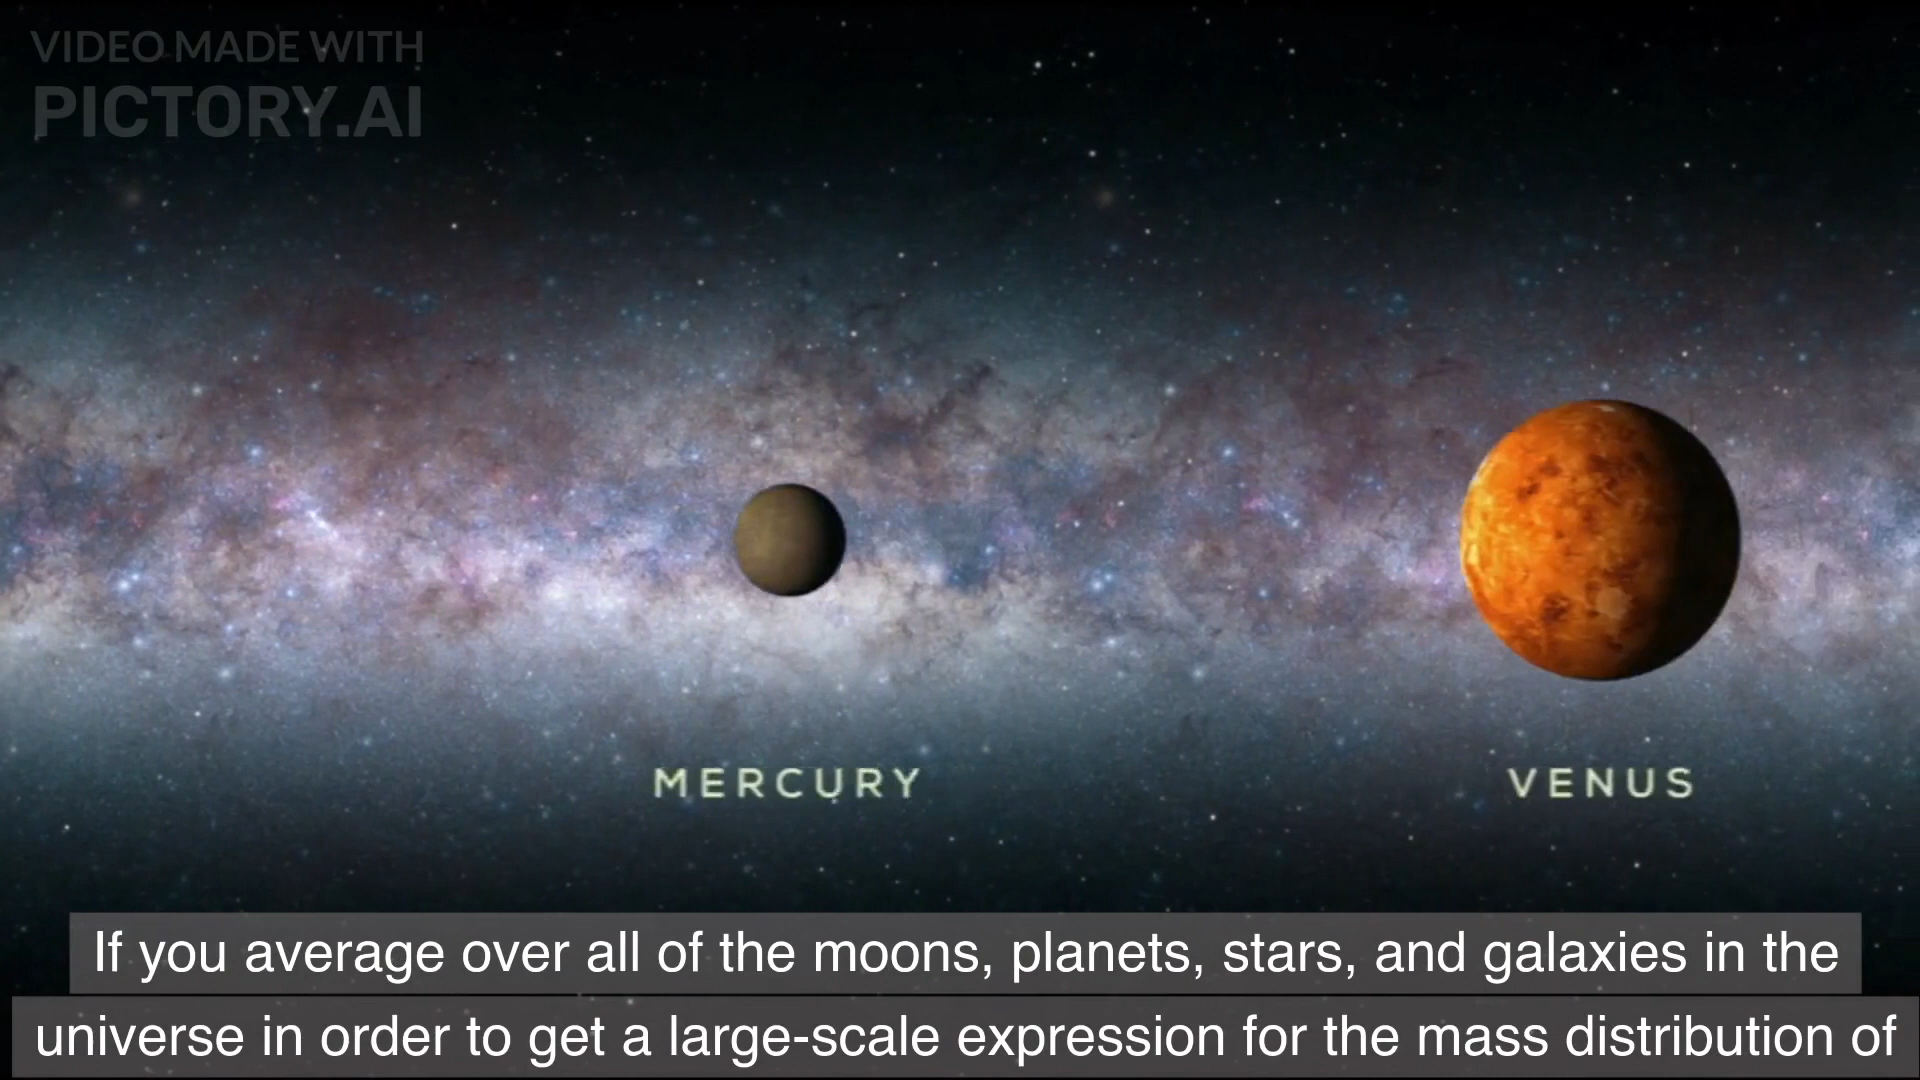 VIDEO MADE WITH
PICTORY.AI
MERCURY
VENUS
If you average over all of the moons, planets, stars, and galaxies in the
universe in order to get a large-scale expression for the mass distribution of